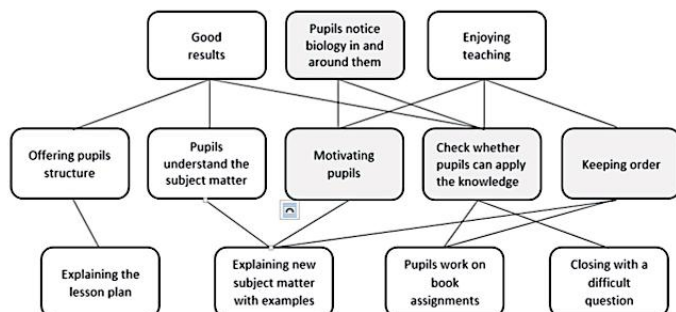 Good
results
Pupils notice
biology in and
around them
Enjoying
teaching
Offering pupils
structure
Pupils
understand the
subject matter
Motivating
pupils
Check whether
pupils can apply
the knowledge
Keeping order
Explaining the
lesson plan
Explaining new
subject matter
with examples
Pupils work on
book
assignments
Closing with a
difficult
question